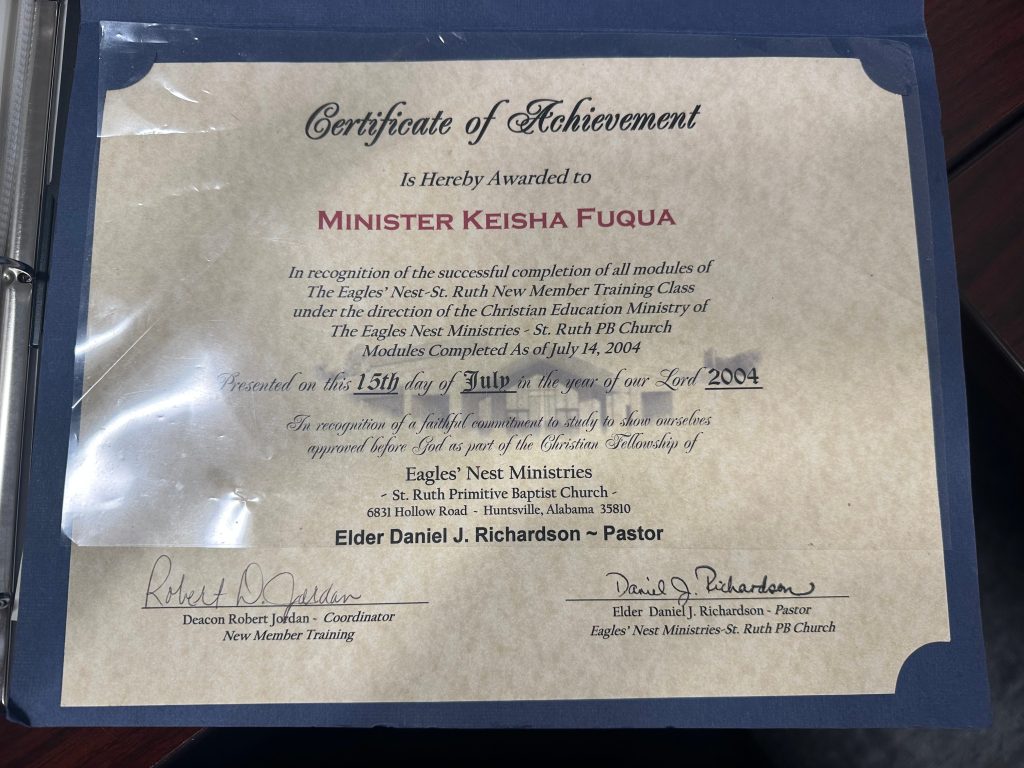 Certificate of Achievement
Is Hereby Awarded to
MINISTER KEISHA FUQUA
In recognition of the successful completion of all modules of
The Eagles' Nest-St. Ruth New Member Training Class
under the direction of the Christian Education Ministry of
The Eagles Nest Ministries - St. Ruth PB Church
Modules Completed As of July 14, 2004
Presented on this 15th day of July in the year of our Lord 2004
In recognition of a faithful commitment to study to show ourselves
approved before God as part of the Christian Fellowship of
Eagles' Nest Ministries
- St. Ruth Primitive Baptist Church -
6831 Hollow Road - Huntsville, Alabama 35810
Elder Daniel J. Richardson ~ Pastor
Robert D. Jordan
Deacon Robert Jordan - Coordinator
New Member Training
Daniel J. Richardson
Elder Daniel J. Richardson - Pastor
Eagles' Nest Ministries-St. Ruth PB Church